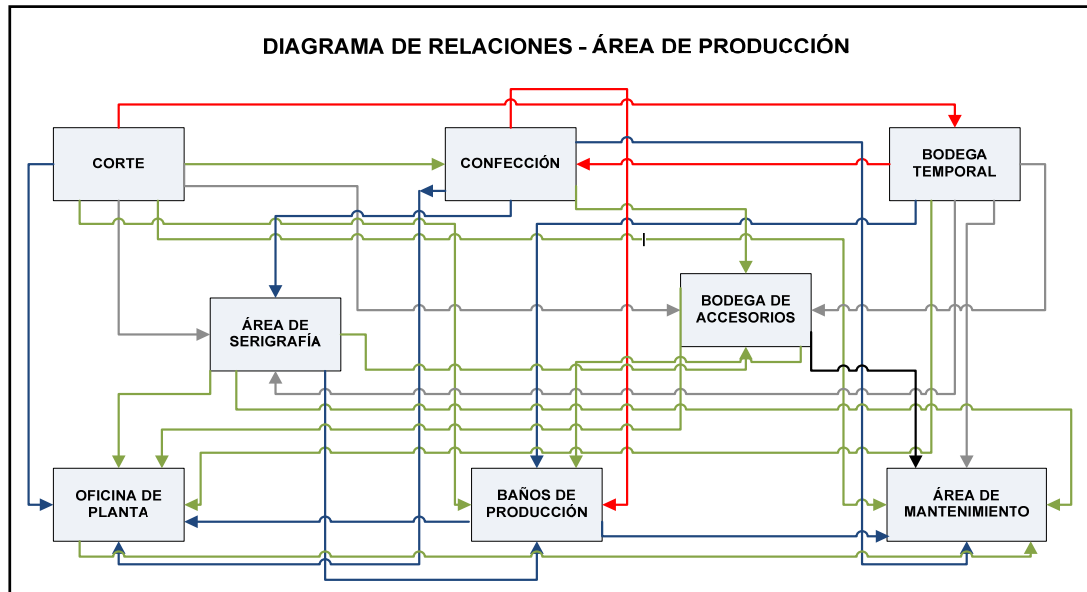 DIAGRAMA DE RELACIONES - ÁREA DE PRODUCCIÓN
CORTE
CONFECCIÓN
BODEGA
TEMPORAL
ÁREA DE
SERIGRAFÍA
BODEGA DE
ACCESORIOS
OFICINA DE
PLANTA
BAÑOS DE
PRODUCCIÓN
ÁREA DE
MANTENIMIENTO